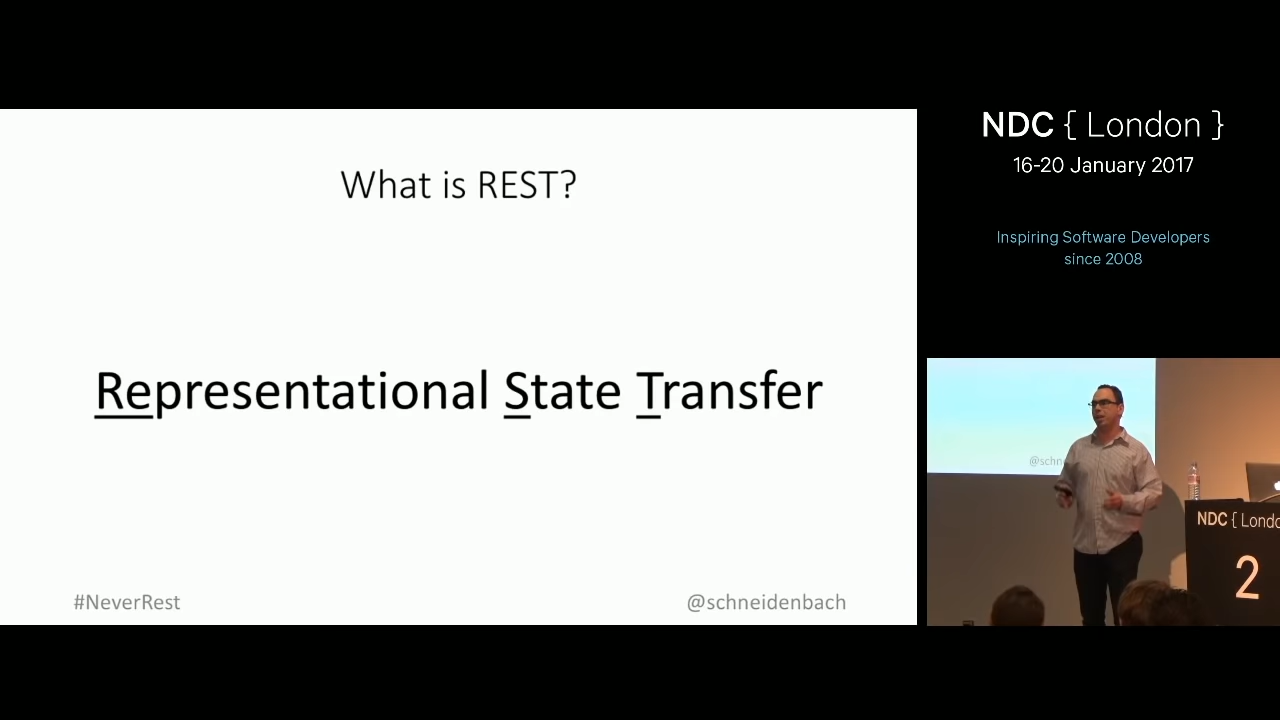 What is REST?
Representational State Transfer
#NeverRest
@schneidenbach
NDC { London }
16-20 January 2017
Inspiring Software Developers
since 2008
@schn
NDC { Londo
2